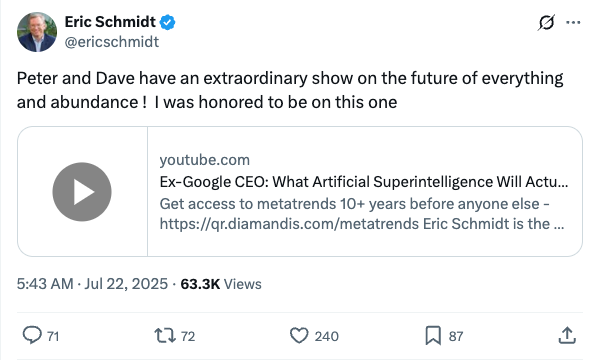 Eric Schmidt
@ericschmidt
Peter and Dave have an extraordinary show on the future of everything
and abundance ! I was honored to be on this one
youtube.com
Ex-Google CEO: What Artificial Superintelligence Will Actu...
Get access to metatrends 10+ years before anyone else -
https://qr.diamandis.com/metatrends Eric Schmidt is the ...
5:43 AM · Jul 22, 2025 · 63.3K Views
71 72 240 87